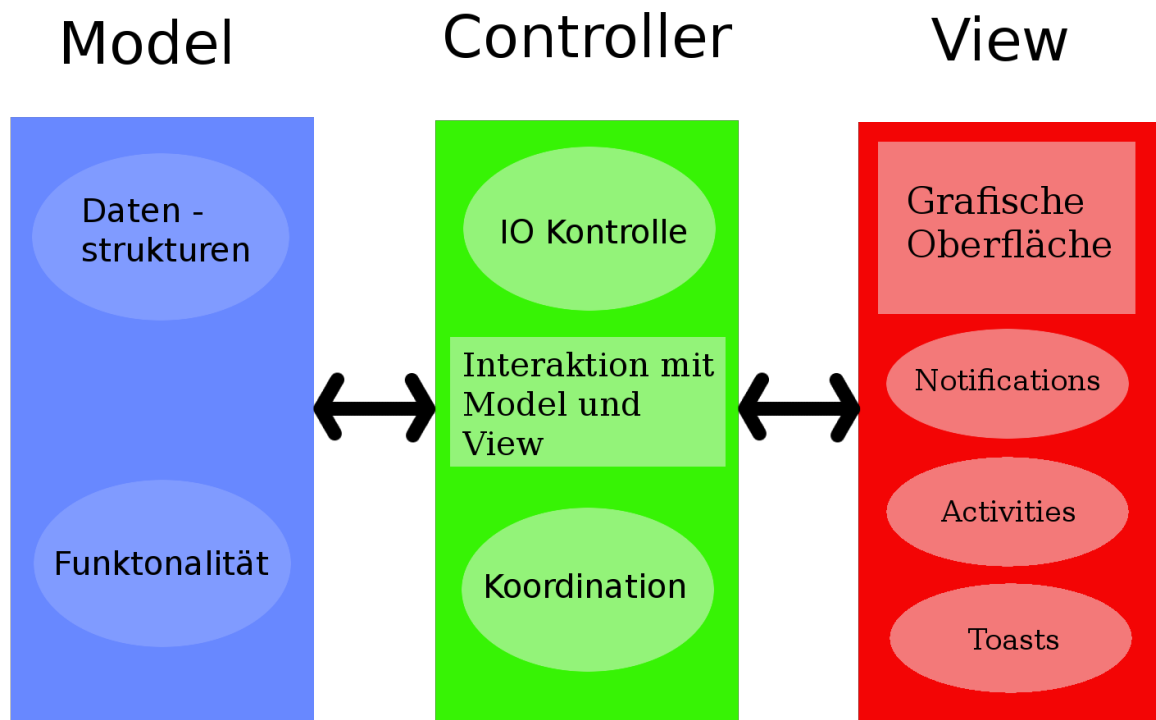 Model
Controller
View
Daten -
strukturen
Funktonalität
IO Kontrolle
Interaktion mit
Model und
View
Koordination
Grafische
Oberfläche
Notifications
Activities
Toasts